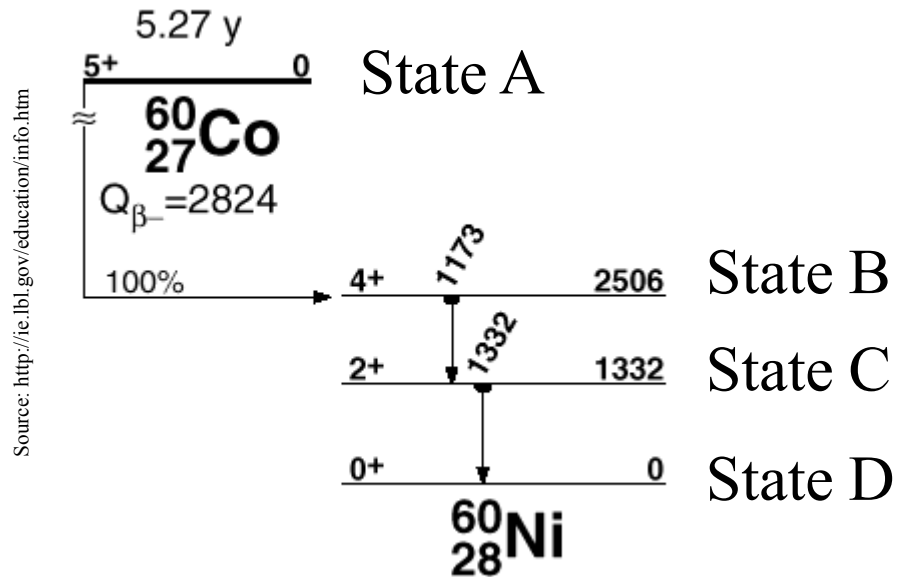 5.27 y
5+ 0 State A
60
27Co
Qβ−=2824
100%
1173
4+ 2506 State B
1332
2+ 1332 State C
0+ 0 State D
60
28Ni
Source: http://ie.lbl.gov/education/info.htm